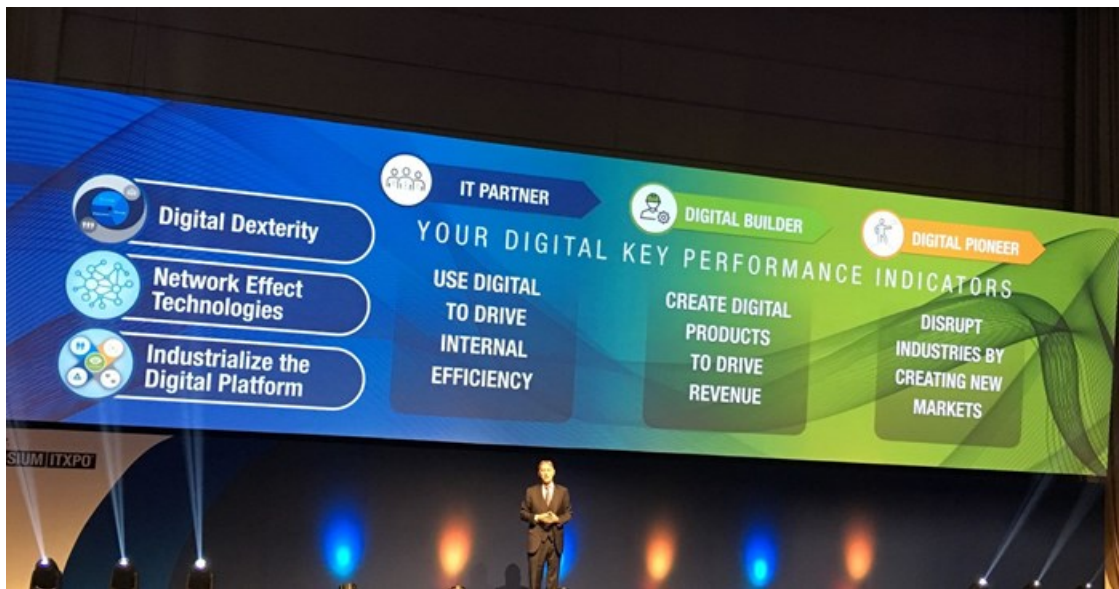 Digital Dexterity
Network Effect
Technologies
Industrialize the
Digital Platform
IT PARTNER
DIGITAL BUILDER
DIGITAL PIONEER
YOUR DIGITAL KEY PERFORMANCE INDICATORS
USE DIGITAL
TO DRIVE
INTERNAL
EFFICIENCY
CREATE DIGITAL
PRODUCTS
TO DRIVE
REVENUE
DISRUPT
INDUSTRIES BY
CREATING NEW
MARKETS
SIUM ITXPO